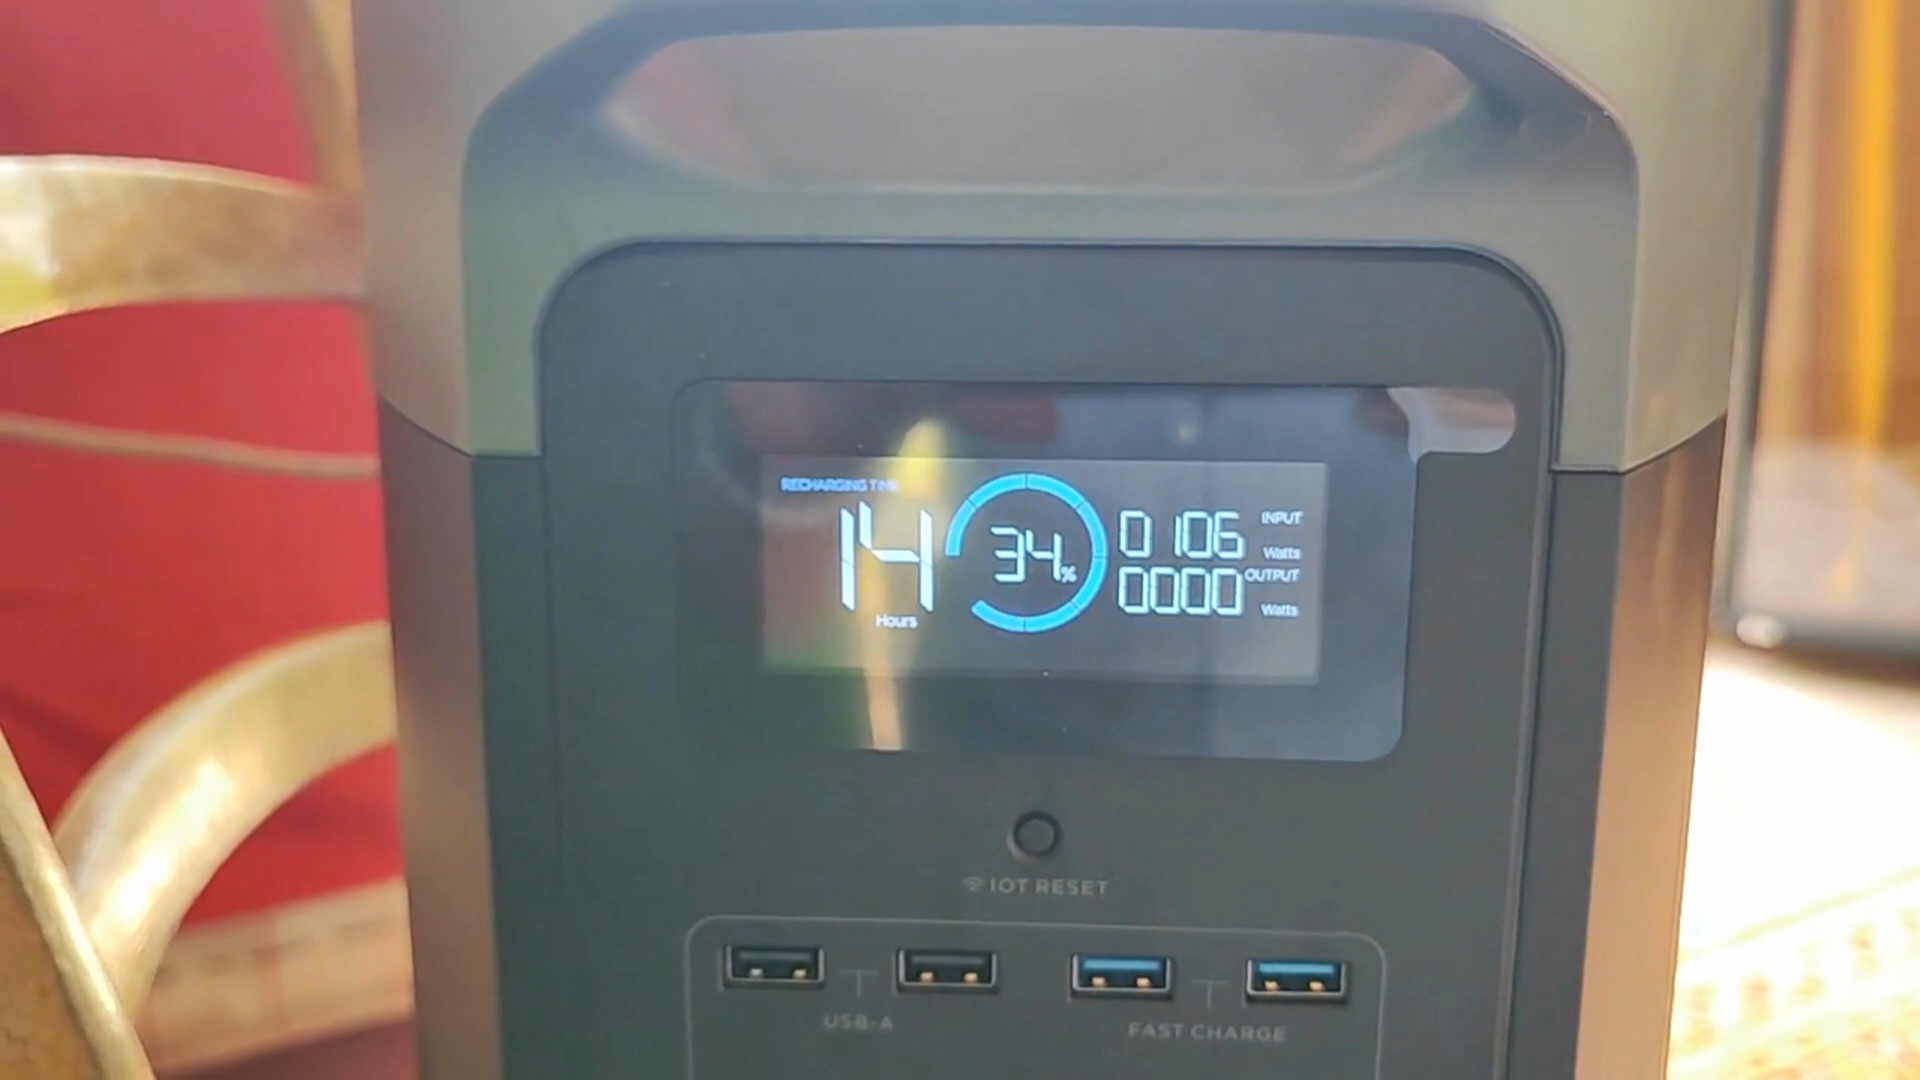 RECHARGING TIME
14
Hours
34%
0106 INPUT Watts
0000 OUTPUT Watts
IOT RESET
USB-A
FAST CHARGE